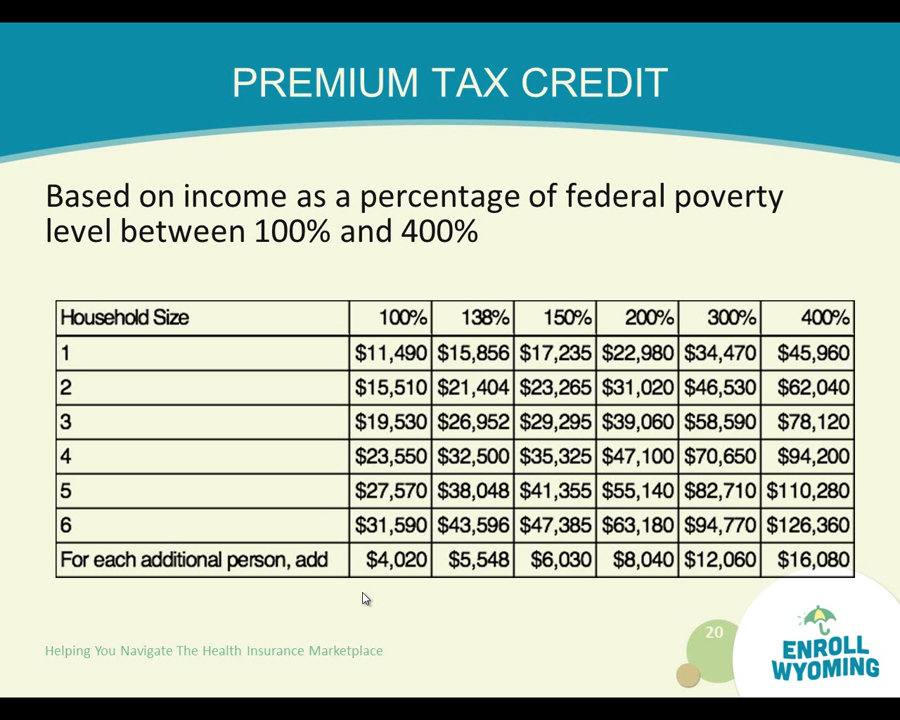 PREMIUM TAX CREDIT
Based on income as a percentage of federal poverty
level between 100% and 400%
Household Size 100% 138% 150% 200% 300% 400%
1 $11,490 $15,856 $17,235 $22,980 $34,470 $45,960
2 $15,510 $21,404 $23,265 $31,020 $46,530 $62,040
3 $19,530 $26,952 $29,295 $39,060 $58,590 $78,120
4 $23,550 $32,500 $35,325 $47,100 $70,650 $94,200
5 $27,570 $38,048 $41,355 $55,140 $82,710 $110,280
6 $31,590 $43,596 $47,385 $63,180 $94,770 $126,360
For each additional person, add $4,020 $5,548 $6,030 $8,040 $12,060 $16,080
20
Helping You Navigate The Health Insurance Marketplace
ENROLL
WYOMING